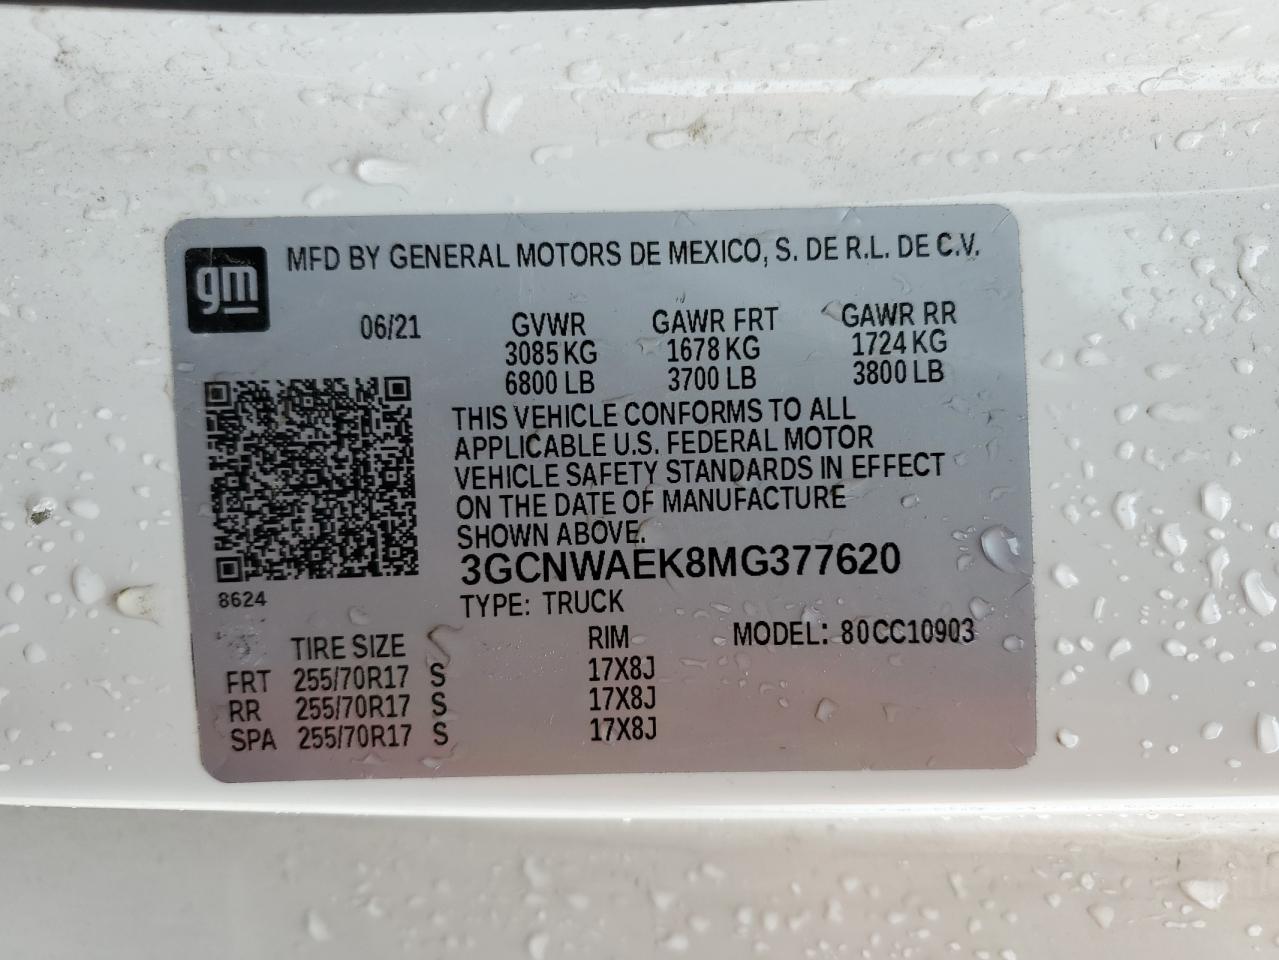 gm
MFD BY GENERAL MOTORS DE MEXICO, S. DE R.L. DE C.V.
06/21 GVWR GAWR FRT GAWR RR
3085 KG 1678 KG 1724 KG
6800 LB 3700 LB 3800 LB
THIS VEHICLE CONFORMS TO ALL
APPLICABLE U.S. FEDERAL MOTOR
VEHICLE SAFETY STANDARDS IN EFFECT
ON THE DATE OF MANUFACTURE
SHOWN ABOVE.
3GCNWAEK8MG377620
8624
TYPE: TRUCK
TIRE SIZE RIM MODEL: 80CC10903
FRT 255/70R17 S 17X8J
RR 255/70R17 S 17X8J
SPA 255/70R17 S 17X8J